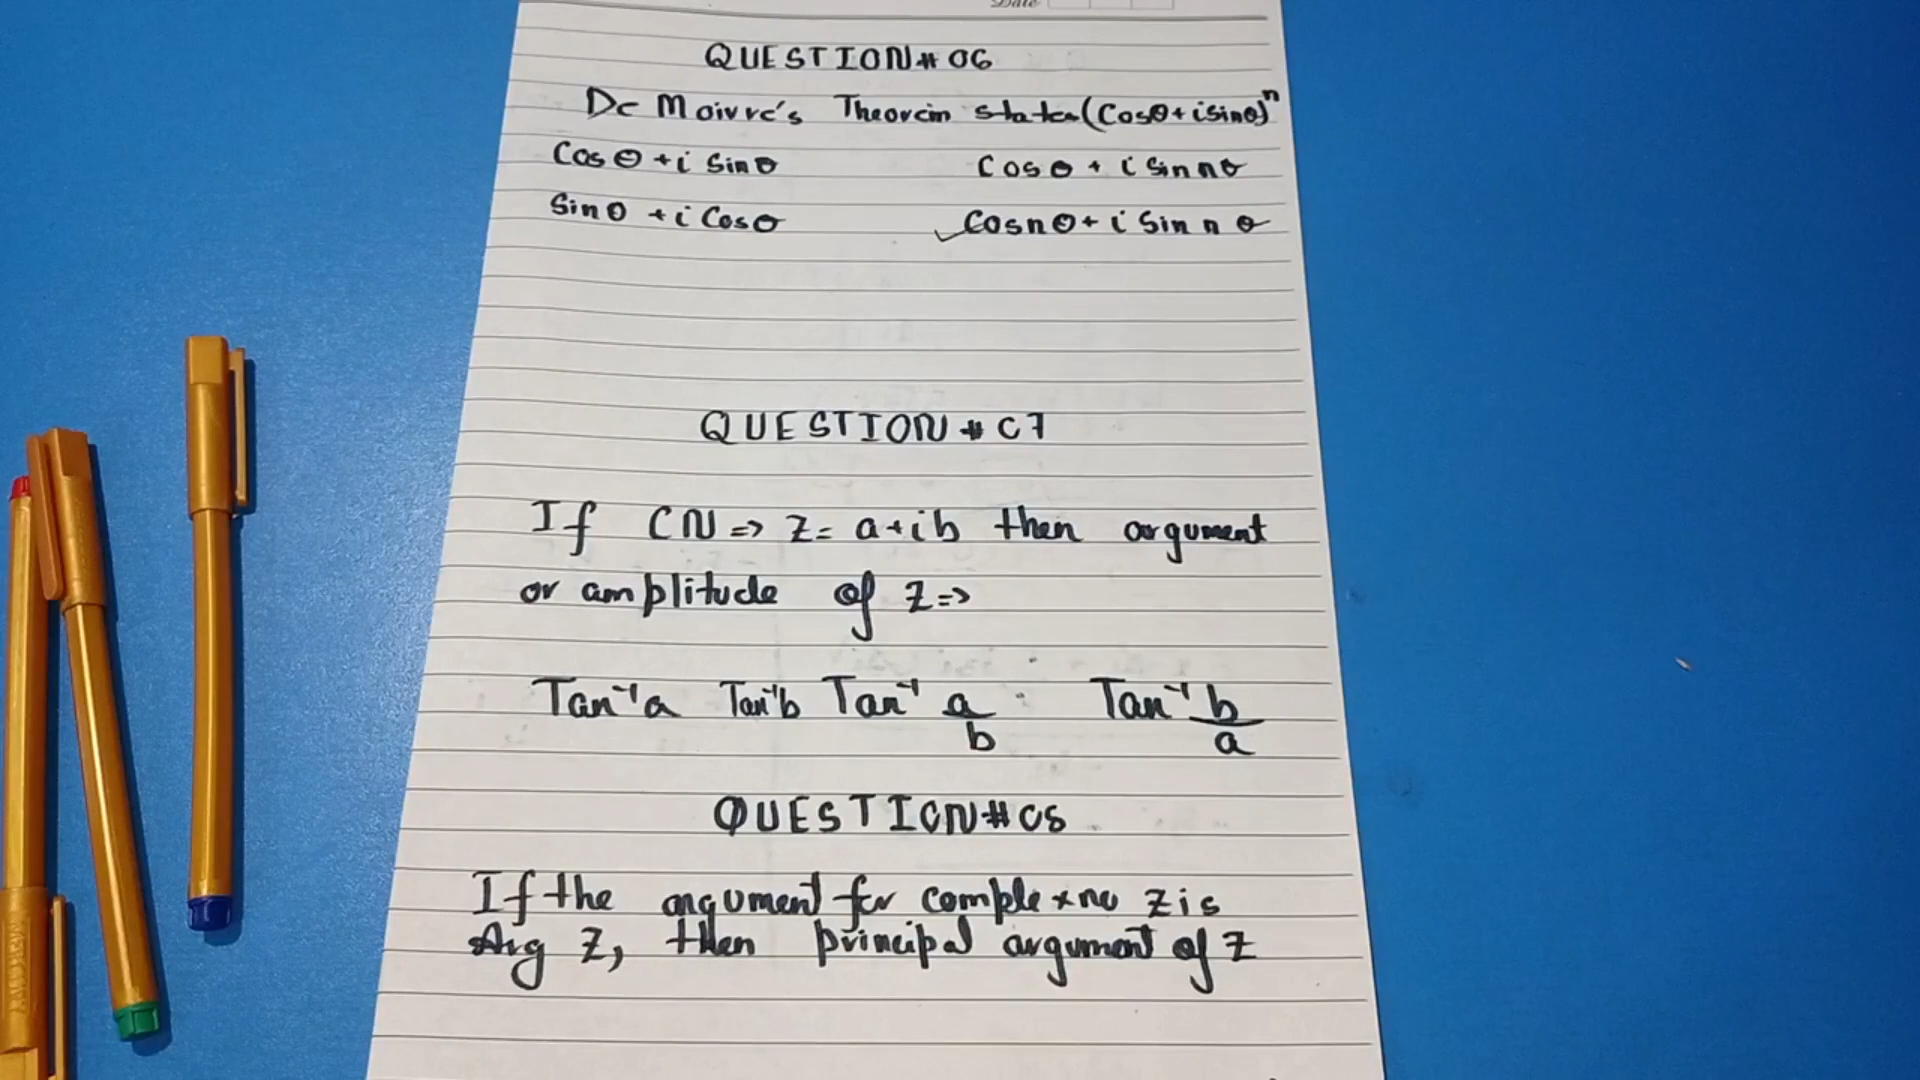 Date
QUESTION# 06
De Moivre's Theorem states (Cosθ+iSinθ)ⁿ
Cosθ+i Sinθ
Cosθ + i Sin nθ
Sinθ +i Cosθ
✓Cosnθ+ i Sin n θ
QUESTION # 07
If CN => Z= a+ib then argument
or amplitude of Z=>
Tan⁻¹a Tan⁻¹b Tan⁻¹ a/b Tan⁻¹ b/a
QUESTION#08
If the argument for complex no Z is
Arg Z, then principal argument of Z